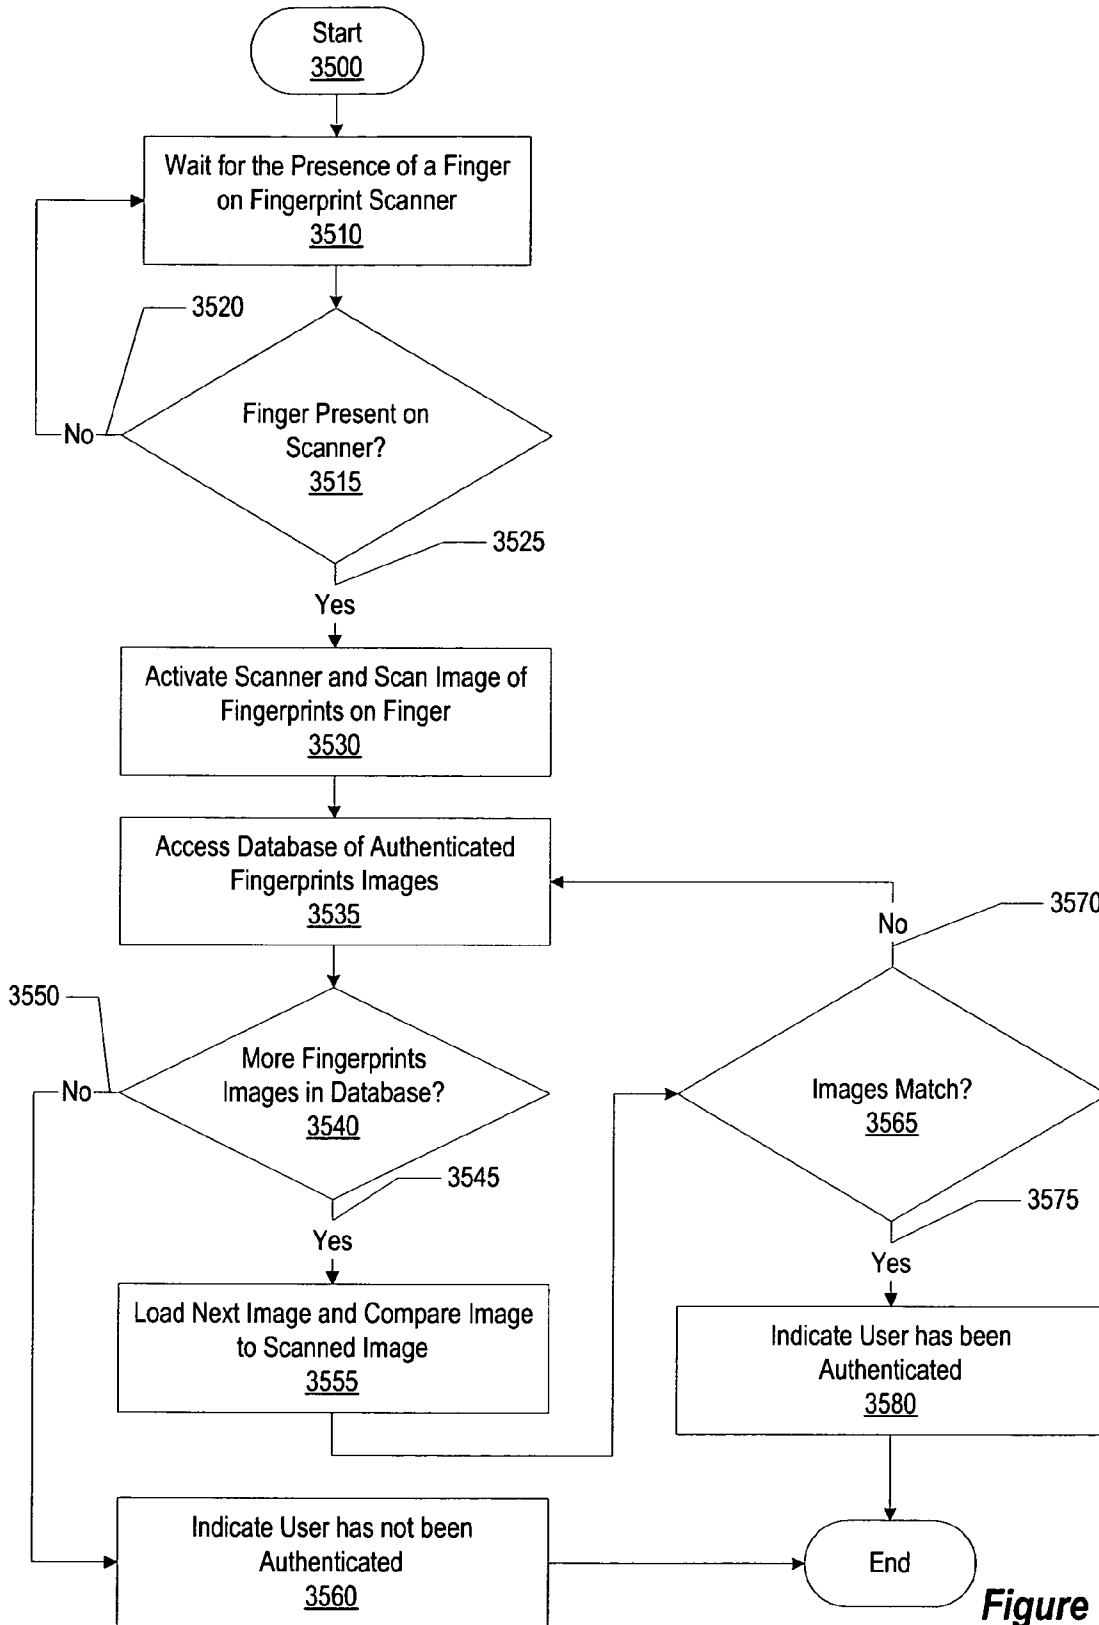 Start
3500
Wait for the Presence of a Finger
on Fingerprint Scanner
3510
3520
No
Finger Present on
Scanner?
3515
3525
Yes
Activate Scanner and Scan Image of
Fingerprints on Finger
3530
Access Database of Authenticated
Fingerprints Images
3535
3570
No
3550
No
More Fingerprints
Images in Database?
3540
Images Match?
3565
3545
3575
Yes
Yes
Load Next Image and Compare Image
to Scanned Image
3555
Indicate User has been
Authenticated
3580
Indicate User has not been
Authenticated
3560
End
Figure